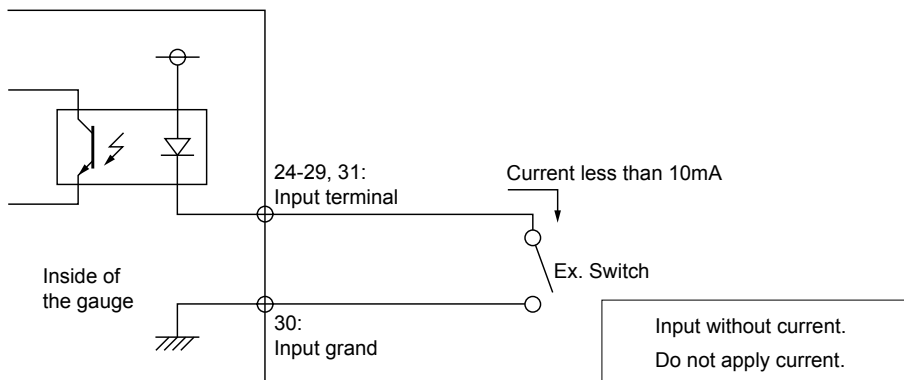 24-29, 31:
Input terminal
Current less than 10mA
Ex. Switch
Inside of
the gauge
30:
Input grand
Input without current.
Do not apply current.